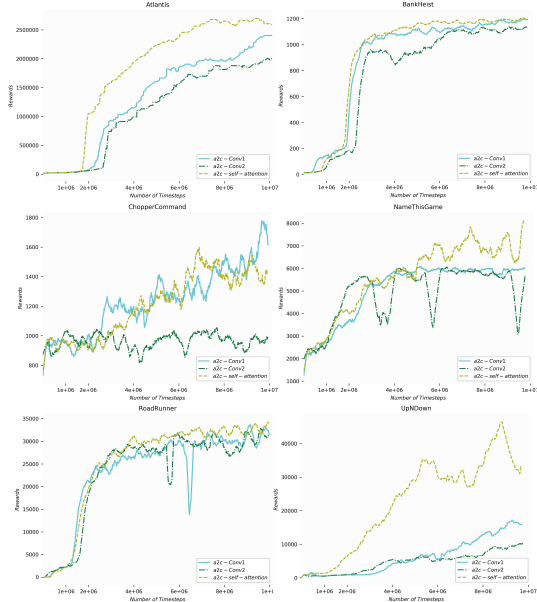 Atlantis
2500000
2000000
1500000
1000000
500000
0
Rewards
a2c − Conv1
a2c − Conv2
a2c − self − attention
1e+06 2e+06 4e+06 6e+06 8e+06 1e+07
Number of Timesteps
BankHeist
1200
1000
800
600
400
200
0
Rewards
a2c − Conv1
a2c − Conv2
a2c − self − attention
1e+06 2e+06 4e+06 6e+06 8e+06 1e+07
Number of Timesteps
ChopperCommand
1800
1600
1400
1200
1000
800
Rewards
a2c − Conv1
a2c − Conv2
a2c − self − attention
1e+06 2e+06 4e+06 6e+06 8e+06 1e+07
Number of Timesteps
NameThisGame
8000
7000
6000
5000
4000
3000
2000
1000
Rewards
a2c − Conv1
a2c − Conv2
a2c − self − attention
1e+06 2e+06 4e+06 6e+06 8e+06 1e+07
Number of Timesteps
RoadRunner
35000
30000
25000
20000
15000
10000
5000
0
Rewards
a2c − Conv1
a2c − Conv2
a2c − self − attention
1e+06 2e+06 4e+06 6e+06 8e+06 1e+07
Number of Timesteps
UpNDown
40000
30000
20000
10000
0
Rewards
a2c − Conv1
a2c − Conv2
a2c − self − attention
1e+06 2e+06 4e+06 6e+06 8e+06 1e+07
Number of Timesteps